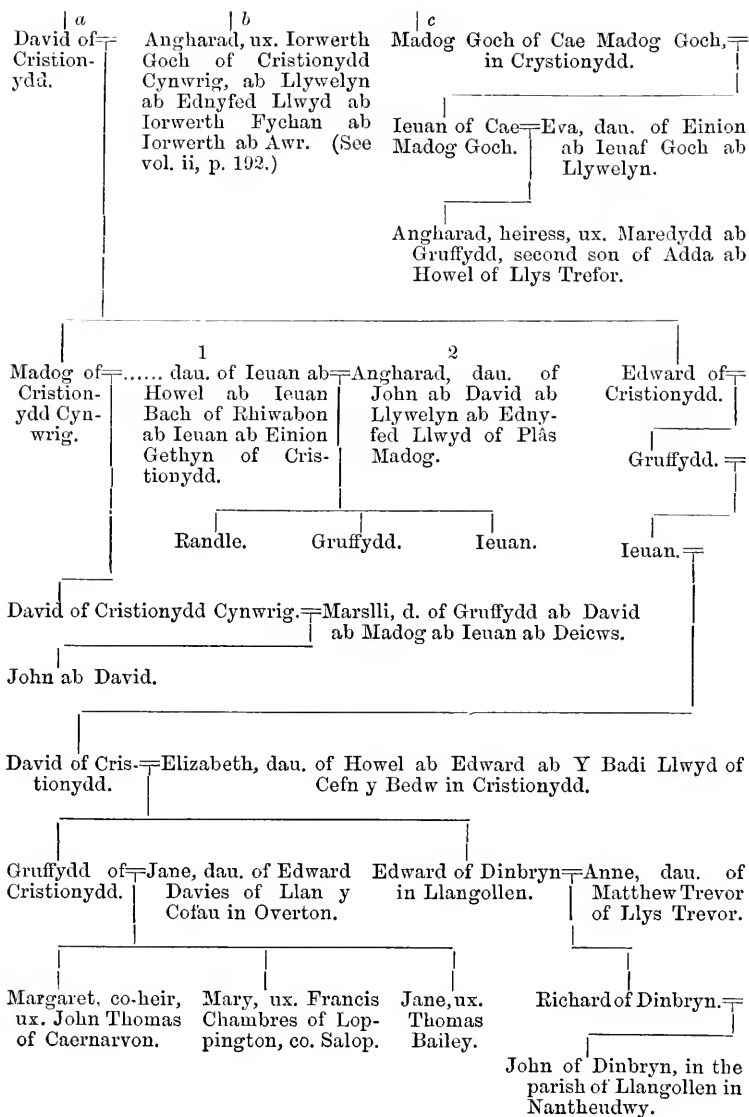 a
David of
Cristion-
ydd.
b
Angharad, ux. Iorwerth
Goch of Cristionydd
Cynwrig, ab Llywelyn
ab Ednyfed Llwyd ab
Iorwerth Fychan ab
Iorwerth ab Awr. (See
vol. ii, p. 192.)
c
Madog Goch of Cae Madog Goch,
in Crystionydd.
Ieuan of Cae
Madog Goch.
Eva, dau. of Einion
ab Ieuaf Goch ab
Llywelyn.
Angharad, heiress, ux. Maredydd ab
Gruffydd, second son of Adda ab
Howel of Llys Trefor.
Madog of
Cristion-
ydd Cyn-
wrig.
1
...... dau. of Ieuan ab
Howel ab Ieuan
Bach of Rhiwabon
ab Ieuan ab Einion
Gethyn of Cris-
tionydd.
2
Angharad, dau. of
John ab David ab
Llywelyn ab Edny-
fed Llwyd of Plâs
Madog.
Edward of
Cristionydd.
Gruffydd.
Randle. Gruffydd. Ieuan.
Ieuan.
David of Cristionydd Cynwrig.
Marslli, d. of Gruffydd ab David
ab Madog ab Ieuan ab Deicws.
John ab David.
David of Cris-
tionydd.
Elizabeth, dau. of Howel ab Edward ab Y Badi Llwyd of
Cefn y Bedw in Cristionydd.
Gruffydd of
Cristionydd.
Jane, dau. of Edward
Davies of Llan y
Cofau in Overton.
Edward of Dinbryn
in Llangollen.
Anne, dau. of
Matthew Trevor
of Llys Trevor.
Margaret, co-heir,
ux. John Thomas
of Caernarvon.
Mary, ux. Francis
Chambres of Lop-
pington, co. Salop.
Jane, ux.
Thomas
Bailey.
Richard of Dinbryn.
John of Dinbryn, in the
parish of Llangollen in
Nantheudwy.